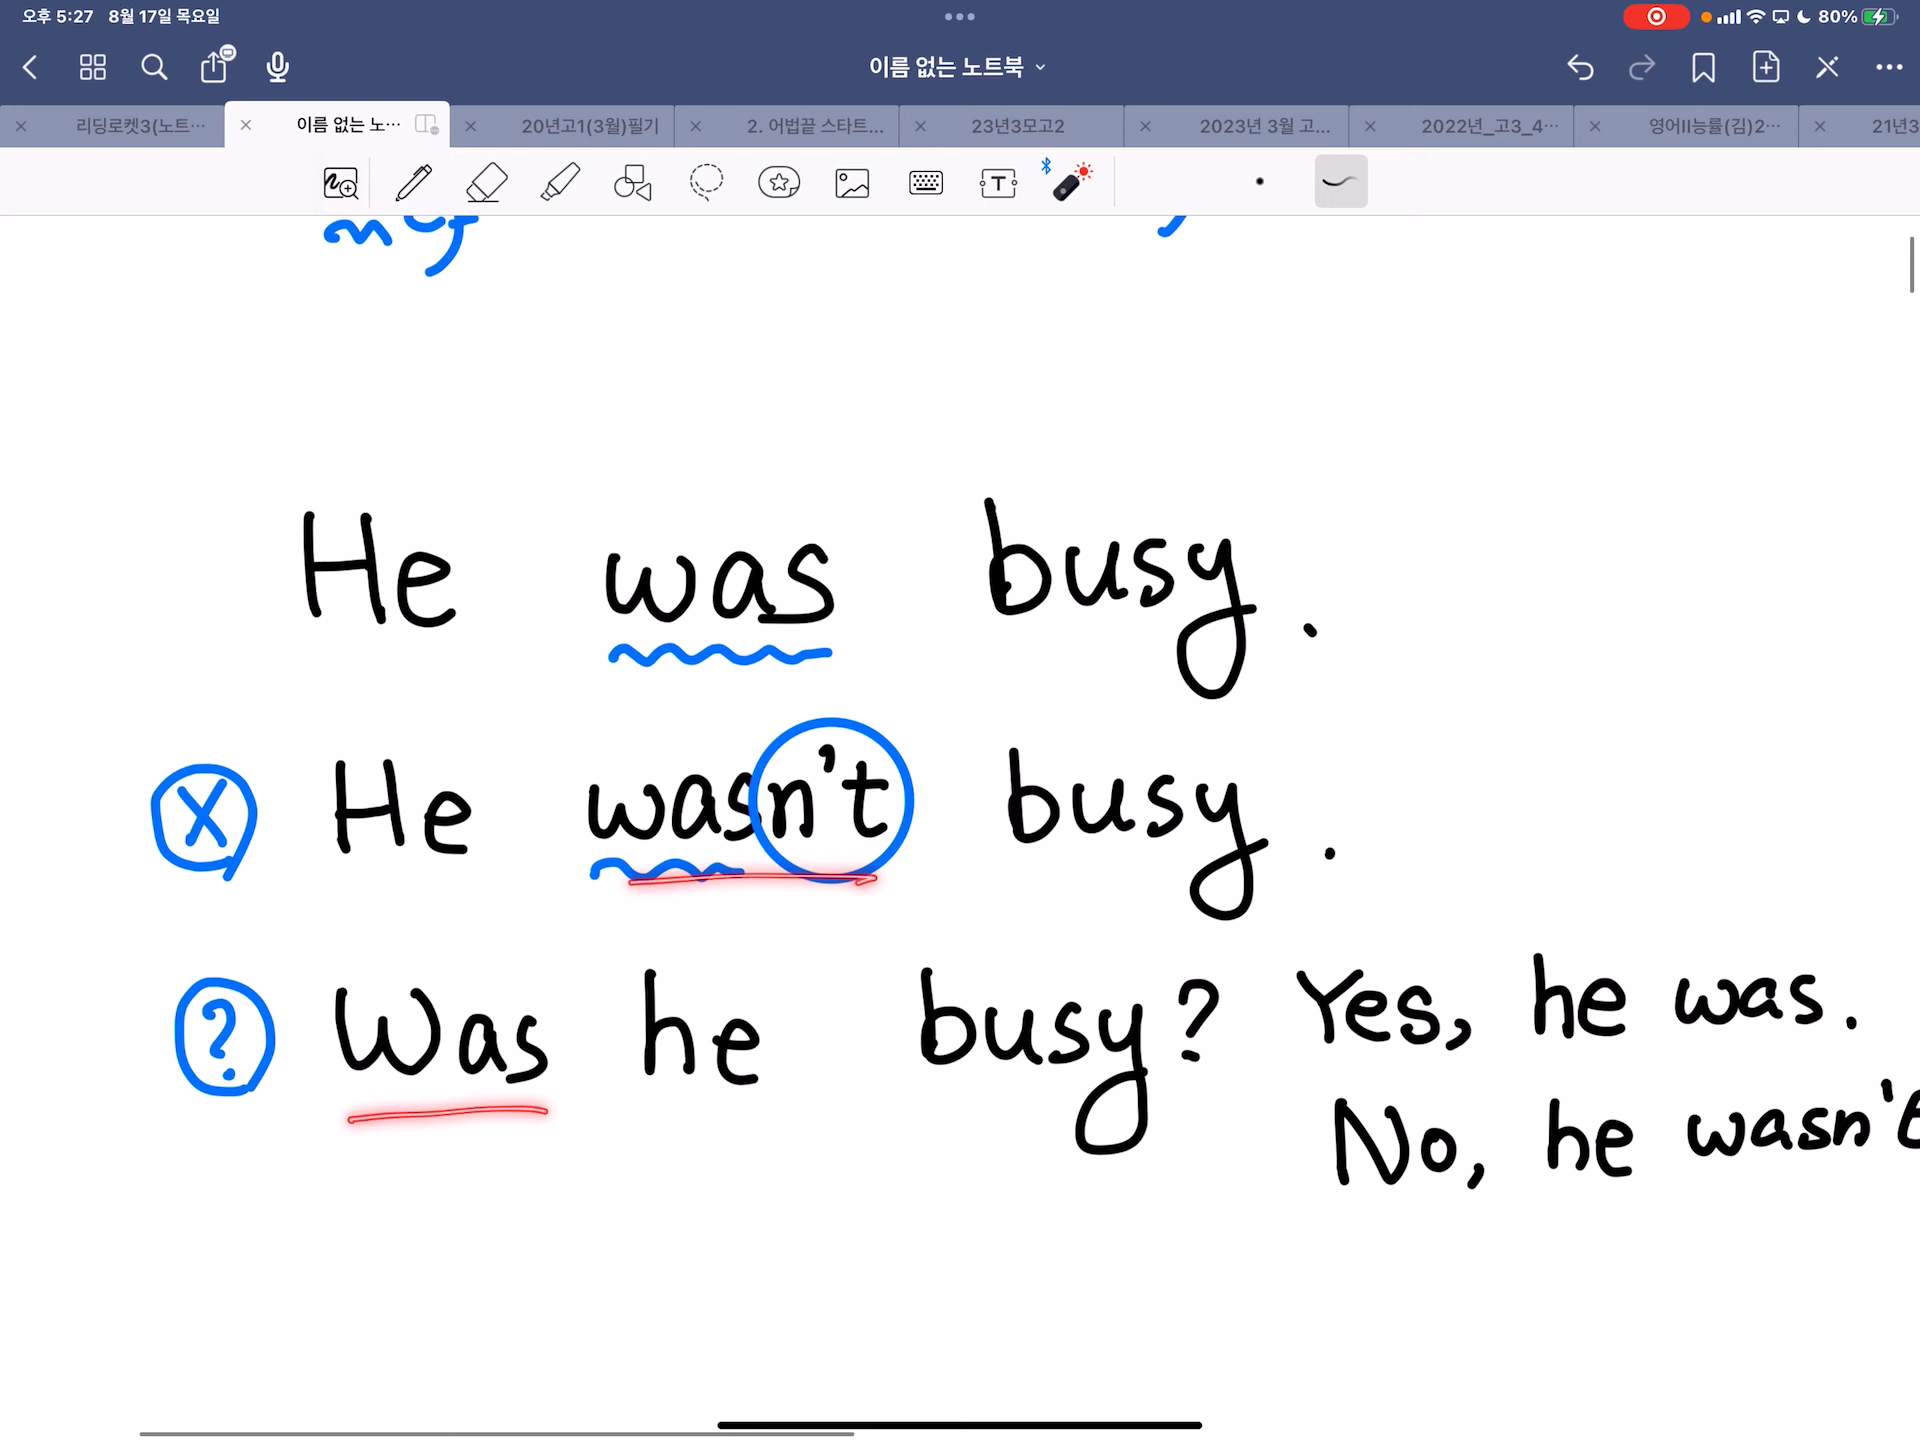 오후 5:27 8월 17일 목요일
80%
이름 없는 노트북
리딩로켓3(노트…
이름 없는 노…
20년고1(3월)필기
2. 어법끝 스타트...
23년3모고2
2023년 3월 고...
2022년_고3_4…
영어II능률(김)2…
21년3
He was busy.
X He wasn't busy.
? Was he busy? Yes, he was.
No, he wasn't